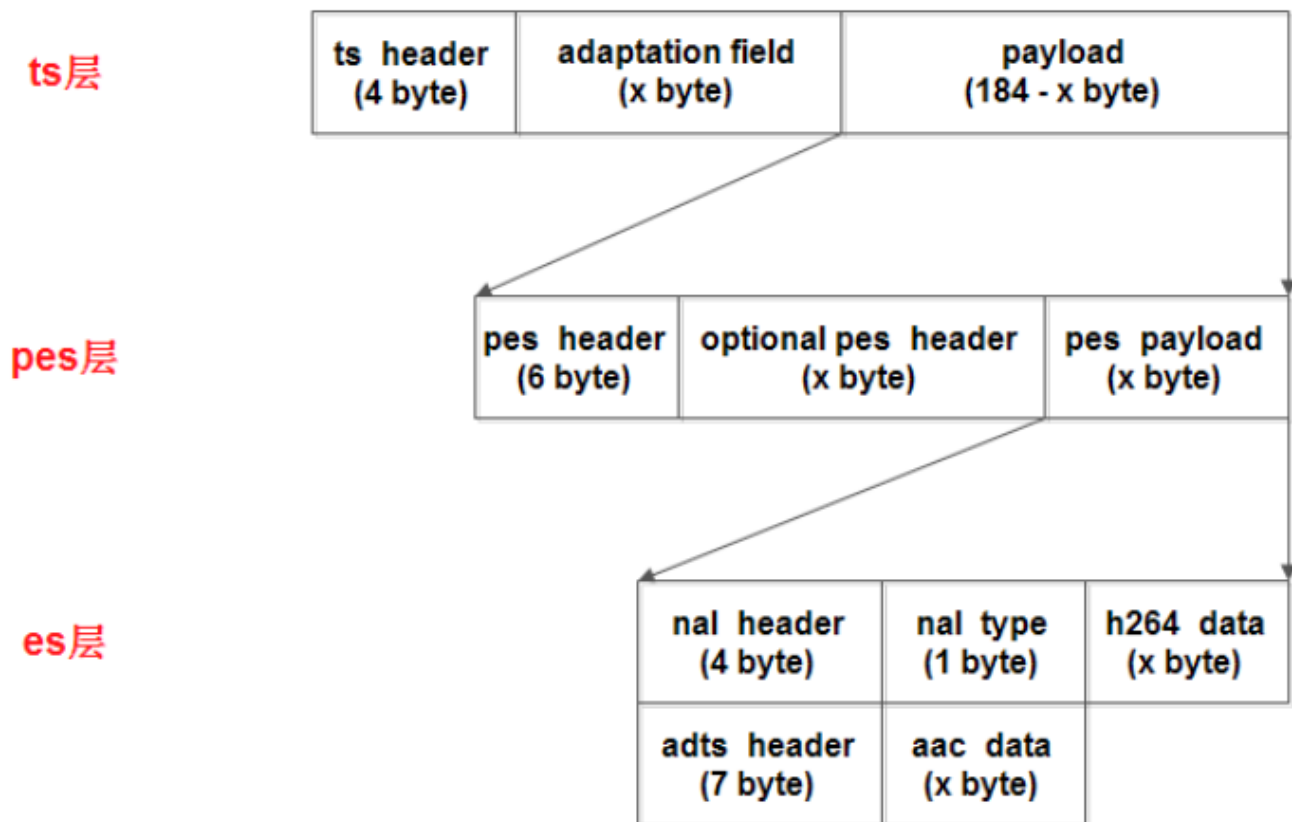 ts层
ts header
(4 byte)
adaptation field
(x byte)
payload
(184 - x byte)
pes层
pes header
(6 byte)
optional pes header
(x byte)
pes payload
(x byte)
es层
nal header
(4 byte)
nal type
(1 byte)
h264 data
(x byte)
adts header
(7 byte)
aac data
(x byte)